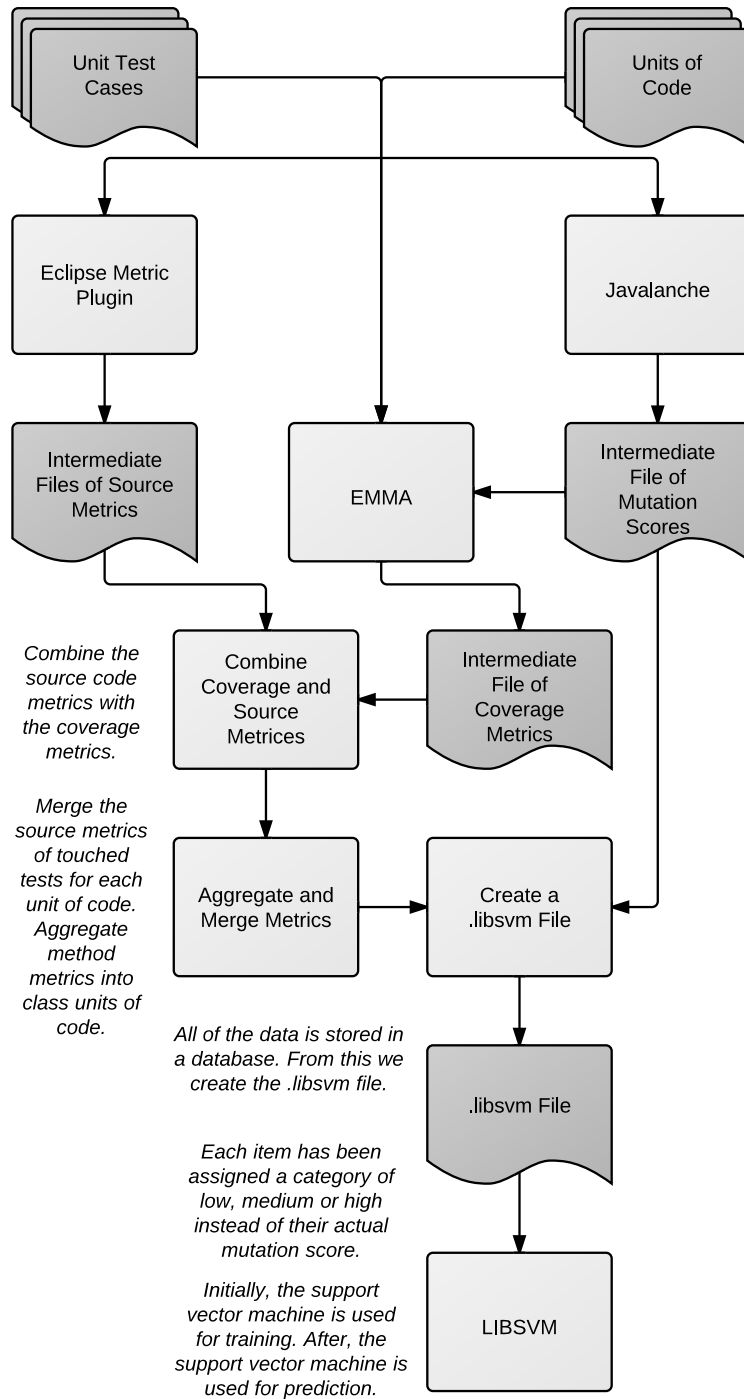 Unit Test
Cases
Units of
Code
Eclipse Metric
Plugin
Javalanche
Intermediate
Files of Source
Metrics
EMMA
Intermediate
File of
Mutation
Scores
Combine the
source code
metrics with
the coverage
metrics.
Combine
Coverage and
Source
Metrices
Intermediate
File of
Coverage
Metrics
Merge the
source metrics
of touched
tests for each
unit of code.
Aggregate
method
metrics into
class units of
code.
Aggregate and
Merge Metrics
Create a
.libsvm File
All of the data is stored in
a database. From this we
create the .libsvm file.
.libsvm File
Each item has been
assigned a category of
low, medium or high
instead of their actual
mutation score.
Initially, the support
vector machine is used
for training. After, the
support vector machine is
used for prediction.
LIBSVM